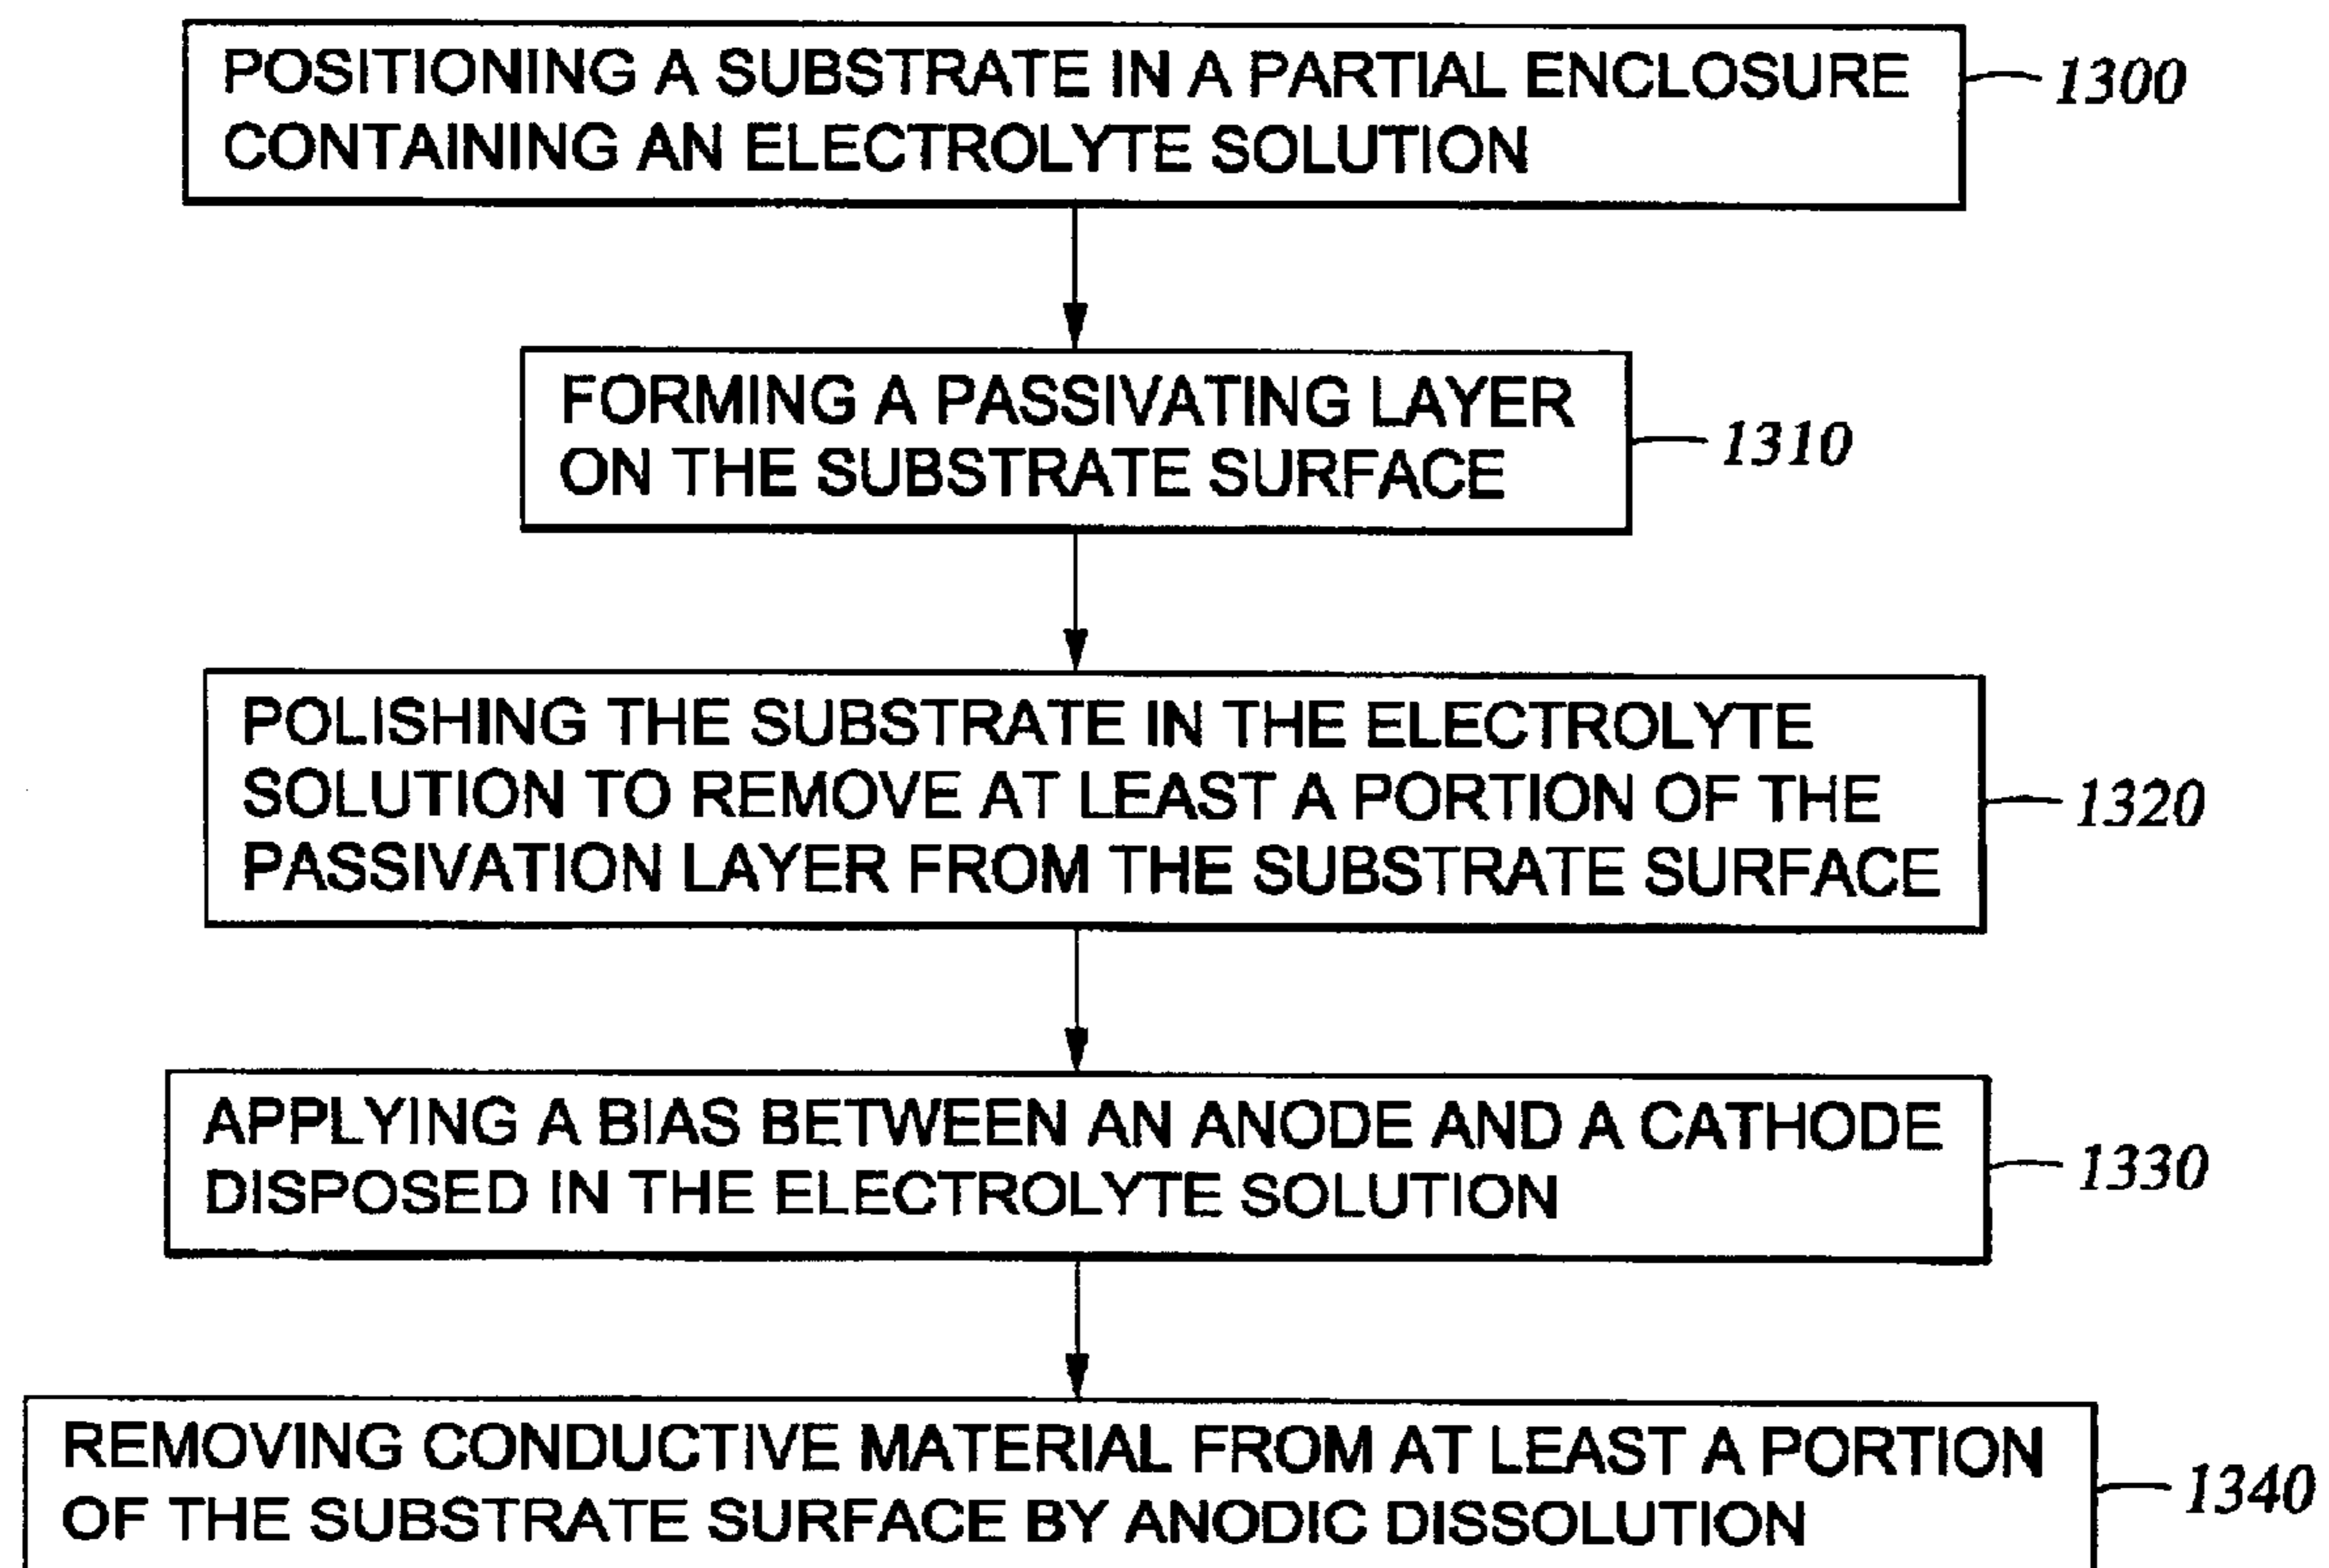 POSITIONING A SUBSTRATE IN A PARTIAL ENCLOSURE
CONTAINING AN ELECTROLYTE SOLUTION
1300
FORMING A PASSIVATING LAYER
ON THE SUBSTRATE SURFACE
1310
POLISHING THE SUBSTRATE IN THE ELECTROLYTE
SOLUTION TO REMOVE AT LEAST A PORTION OF THE
PASSIVATION LAYER FROM THE SUBSTRATE SURFACE
1320
APPLYING A BIAS BETWEEN AN ANODE AND A CATHODE
DISPOSED IN THE ELECTROLYTE SOLUTION
1330
REMOVING CONDUCTIVE MATERIAL FROM AT LEAST A PORTION
OF THE SUBSTRATE SURFACE BY ANODIC DISSOLUTION
1340